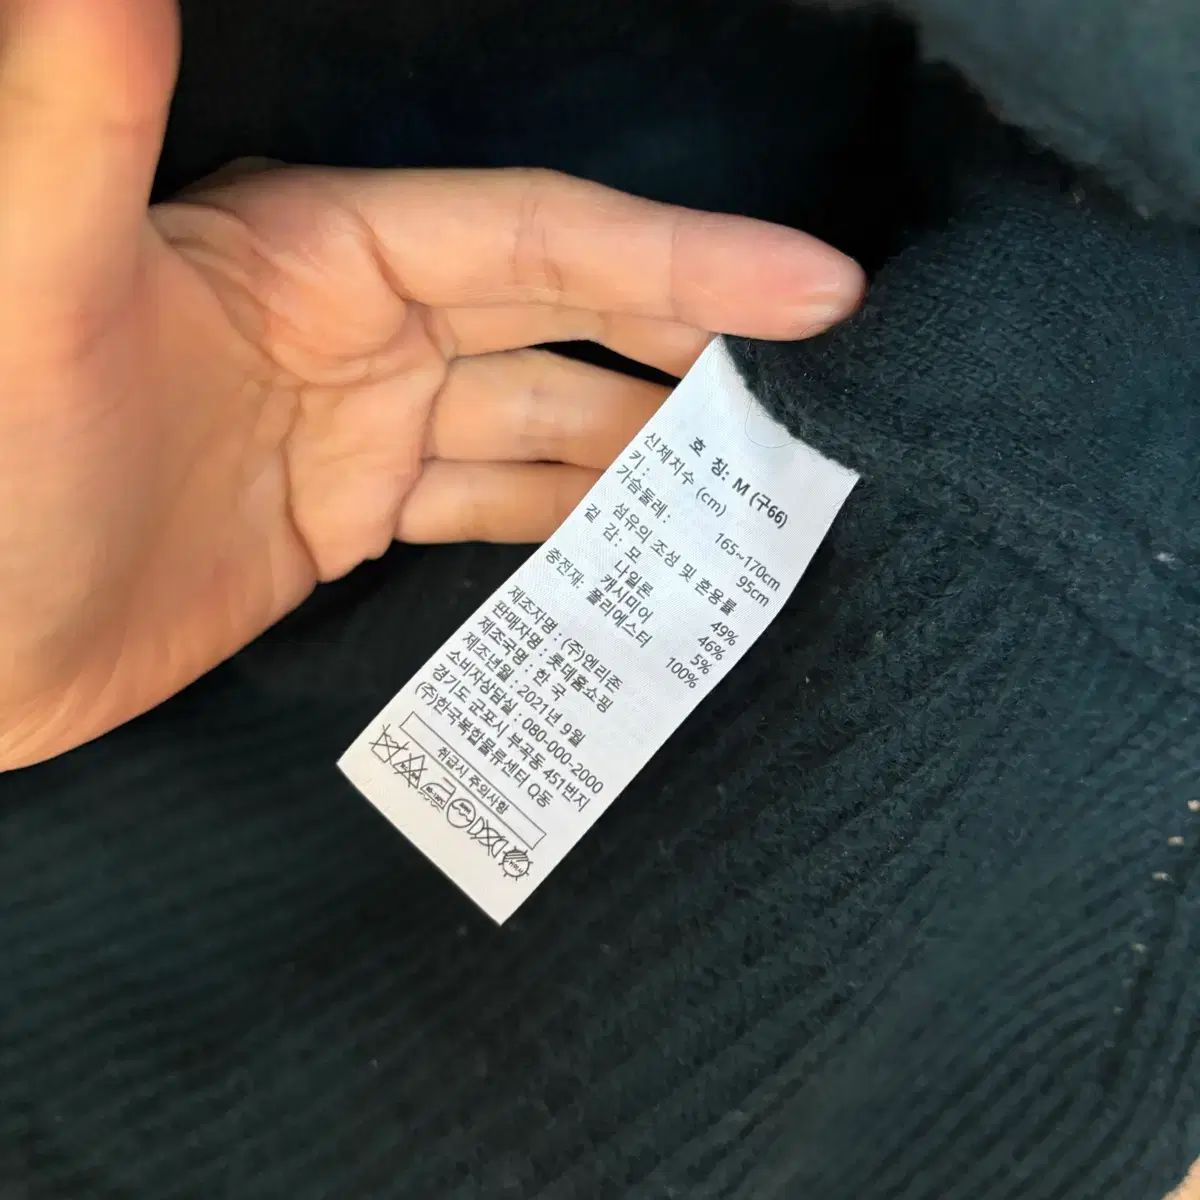 호 칭: M (구66)
신체치수 (cm)
키 : 165~170cm
가슴둘레 : 95cm
섬유의 조성 및 혼용률
겉 감: 모 49%
나일론 46%
캐시미어 5%
충전재: 폴리에스터 100%
제조자명 : (주)엔리존
판매자명 : 롯데홈쇼핑
제조국명 : 한 국
제조년월 : 2021년 9월
소비자상담실 : 080-000-2000
경기도 군포시 부곡동 451번지
(주)한국복합물류센터 Q동
취급시 주의사항